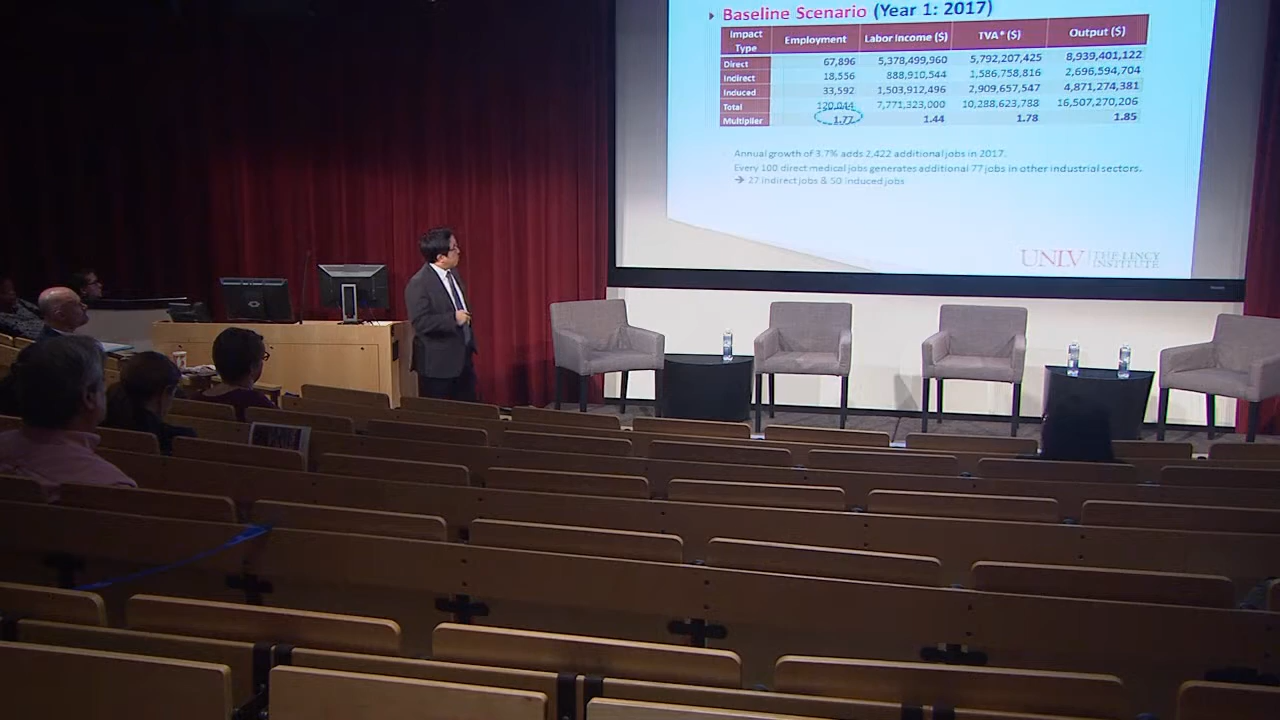 Baseline Scenario (Year 1: 2017)
Impact Type Employment Labor Income ($) TVA* ($) Output ($)
Direct 67,896 5,378,499,960 5,792,207,425 8,939,401,122
Indirect 18,556 888,910,544 1,586,758,816 2,696,594,704
Induced 33,592 1,503,912,496 2,909,657,547 4,871,274,381
Total 120,044 7,771,323,000 10,288,623,788 16,507,270,206
Multiplier 1.77 1.44 1.78 1.85
Annual growth of 3.7% adds 2,422 additional jobs in 2017.
Every 100 direct medical jobs generates additional 77 jobs in other industrial sectors.
→ 27 indirect jobs & 50 induced jobs
UNLV THE LINCY
INSTITUTE